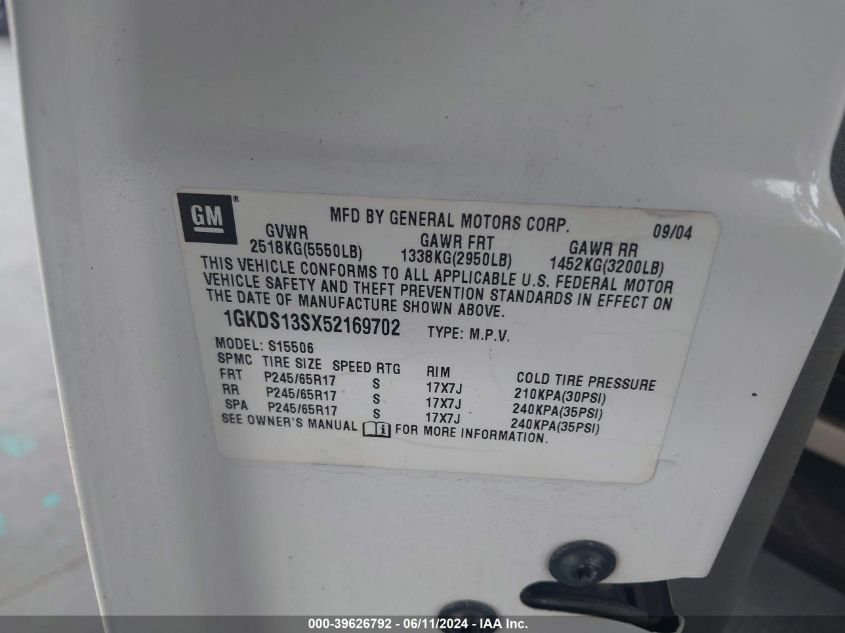 GM ®
MFD BY GENERAL MOTORS CORP. 09/04
GVWR GAWR FRT GAWR RR
2518KG(5550LB) 1338KG(2950LB) 1452KG(3200LB)
THIS VEHICLE CONFORMS TO ALL APPLICABLE U.S. FEDERAL MOTOR
VEHICLE SAFETY AND THEFT PREVENTION STANDARDS IN EFFECT ON
THE DATE OF MANUFACTURE SHOWN ABOVE.
1GKDS13SX52169702 TYPE: M.P.V.
MODEL: S15506
SPMC TIRE SIZE SPEED RTG RIM COLD TIRE PRESSURE
FRT P245/65R17 S 17X7J 210KPA(30PSI)
RR P245/65R17 S 17X7J 240KPA(35PSI)
SPA P245/65R17 S 17X7J 240KPA(35PSI)
SEE OWNER'S MANUAL i FOR MORE INFORMATION.
000-39626792 - 06/11/2024 - IAA Inc.